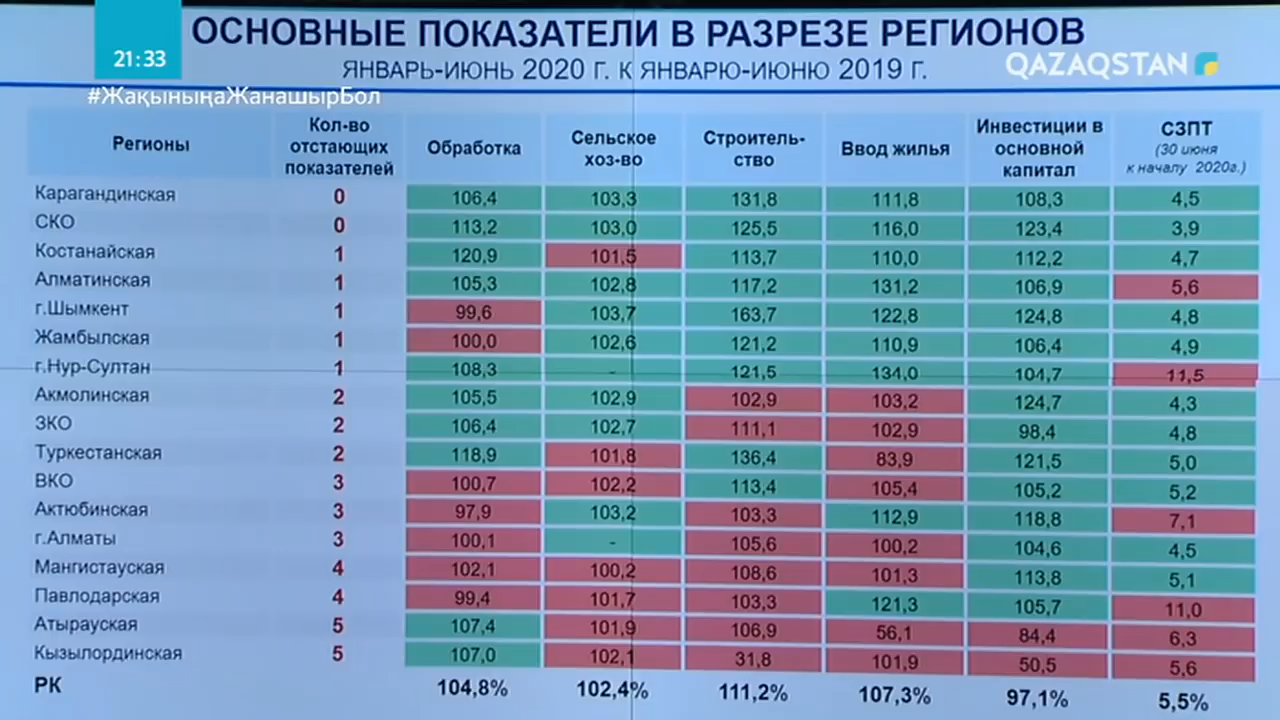 ОСНОВНЫЕ ПОКАЗАТЕЛИ В РАЗРЕЗЕ РЕГИОНОВ
21:33
ЯНВАРЬ-ИЮНЬ 2020 Г. К ЯНВАРЮ-ИЮНЮ 2019 Г.
QAZAQSTAN
#ЖақыныңаЖанашырБол
Регионы Кол-во отстающих показателей Обработка Сельское хоз-во Строитель-ство Ввод жилья Инвестиции в основной капитал СЗПТ (30 июня к началу 2020г.)
Карагандинская 0 106,4 103,3 131,8 111,8 108,3 4,5
СКО 0 113,2 103,0 125,5 116,0 123,4 3,9
Костанайская 1 120,9 101,5 113,7 110,0 112,2 4,7
Алматинская 1 105,3 102,8 117,2 131,2 106,9 5,6
г.Шымкент 1 99,6 103,7 163,7 122,8 124,8 4,8
Жамбылская 1 100,0 102,6 121,2 110,9 106,4 4,9
г.Нур-Султан 1 108,3 - 121,5 134,0 104,7 11,5
Акмолинская 2 105,5 102,9 102,9 103,2 124,7 4,3
ЗКО 2 106,4 102,7 111,1 102,9 98,4 4,8
Туркестанская 2 118,9 101,8 136,4 83,9 121,5 5,0
ВКО 3 100,7 102,2 113,4 105,4 105,2 5,2
Актюбинская 3 97,9 103,2 103,3 112,9 118,8 7,1
г.Алматы 3 100,1 - 105,6 100,2 104,6 4,5
Мангистауская 4 102,1 100,2 108,6 101,3 113,8 5,1
Павлодарская 4 99,4 101,7 103,3 121,3 105,7 11,0
Атырауская 5 107,4 101,9 106,9 56,1 84,4 6,3
Кызылординская 5 107,0 102,1 31,8 101,9 50,5 5,6
РК 104,8% 102,4% 111,2% 107,3% 97,1% 5,5%